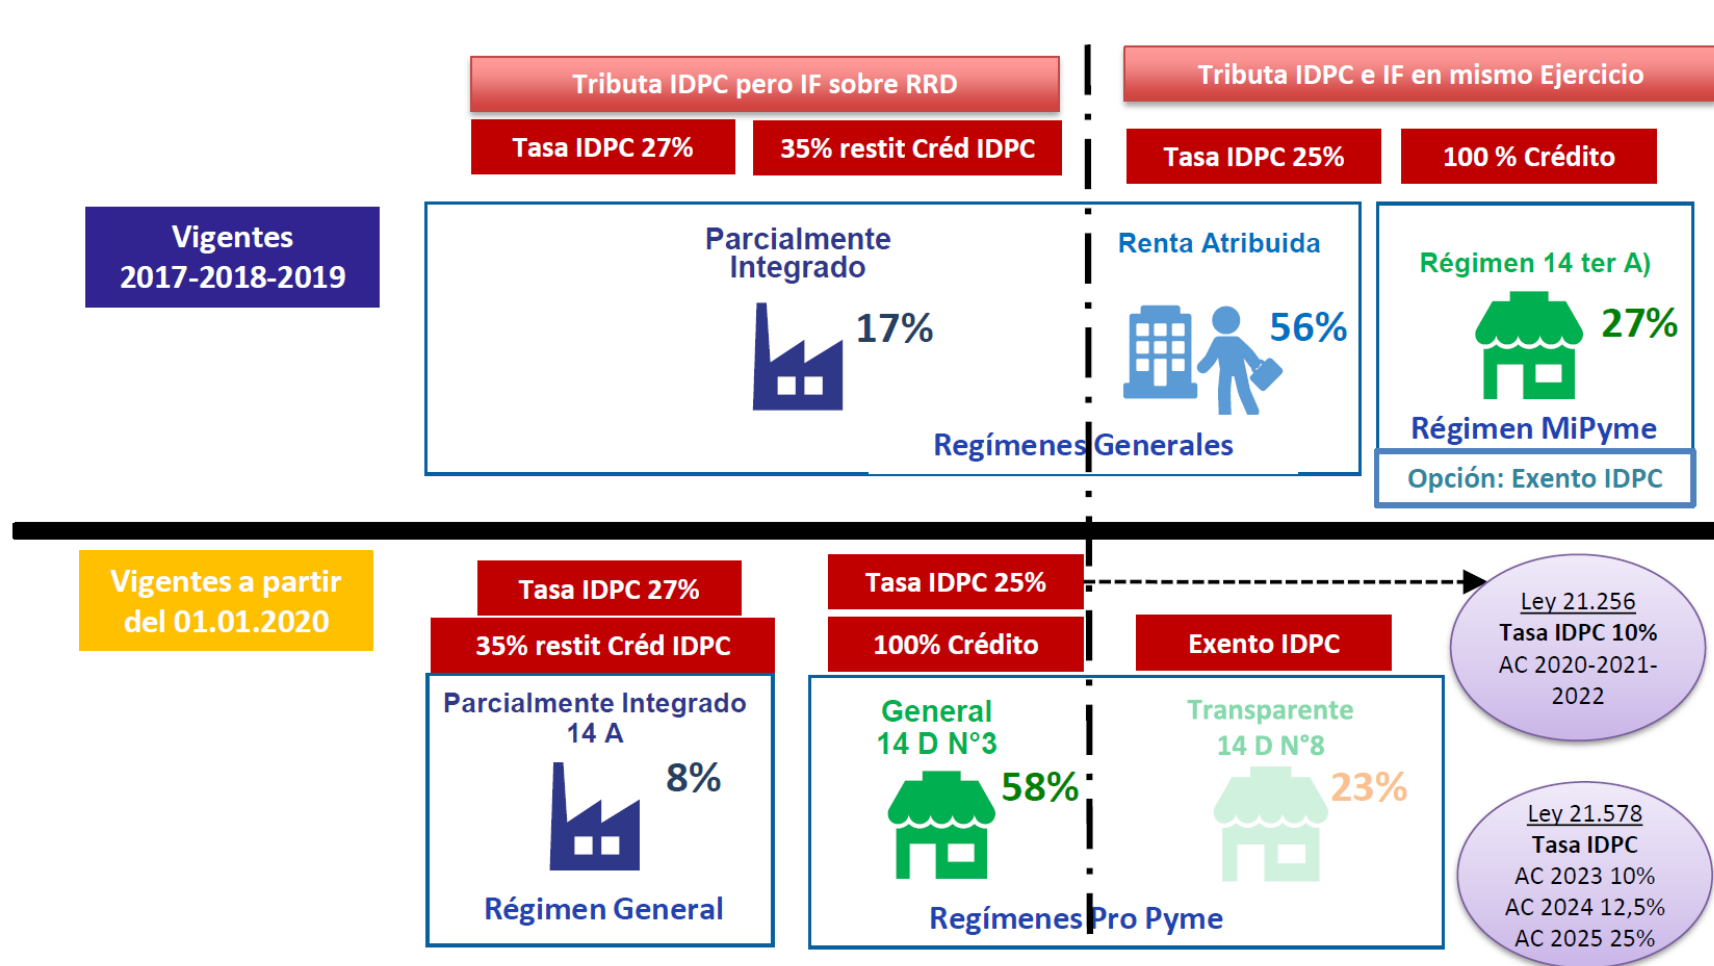 Tributa IDPC pero IF sobre RRD
Tributa IDPC e IF en mismo Ejercicio
Tasa IDPC 27%
35% restit Créd IDPC
Tasa IDPC 25%
100 % Crédito
Vigentes
2017-2018-2019
Parcialmente
Integrado
17%
Renta Atribuida
56%
Regímenes Generales
Régimen 14 ter A)
27%
Régimen MiPyme
Opción: Exento IDPC
Vigentes a partir
del 01.01.2020
Tasa IDPC 27%
35% restit Créd IDPC
Tasa IDPC 25%
100% Crédito
Exento IDPC
Parcialmente Integrado
14 A
8%
Régimen General
General
14 D N°3
58%
Transparente
14 D N°8
23%
Regímenes Pro Pyme
Ley 21.256
Tasa IDPC 10%
AC 2020-2021-
2022
Ley 21.578
Tasa IDPC
AC 2023 10%
AC 2024 12,5%
AC 2025 25%